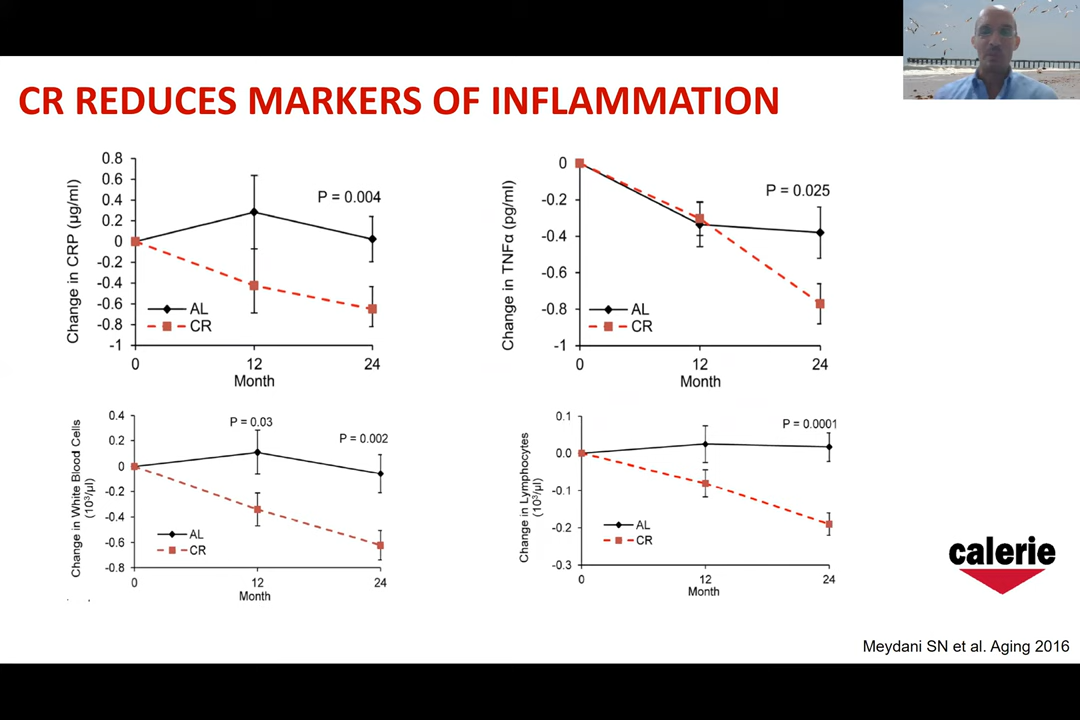 CR REDUCES MARKERS OF INFLAMMATION
Change in CRP (µg/ml)
0.8
0.6
0.4
0.2
0
-0.2
-0.4
-0.6
-0.8
-1
P = 0.004
AL
CR
0 12 24
Month
Change in TNFα (pg/ml)
0
-0.2
-0.4
-0.6
-0.8
-1
P = 0.025
AL
CR
0 12 24
Month
Change in White Blood Cells
(10³/µl)
0.4
0.2
0
-0.2
-0.4
-0.6
-0.8
P = 0.03
P = 0.002
AL
CR
0 12 24
Month
Change in Lymphocytes
(10³/µl)
0.1
0.0
-0.1
-0.2
-0.3
P = 0.0001
AL
CR
0 12 24
Month
calerie
Meydani SN et al. Aging 2016